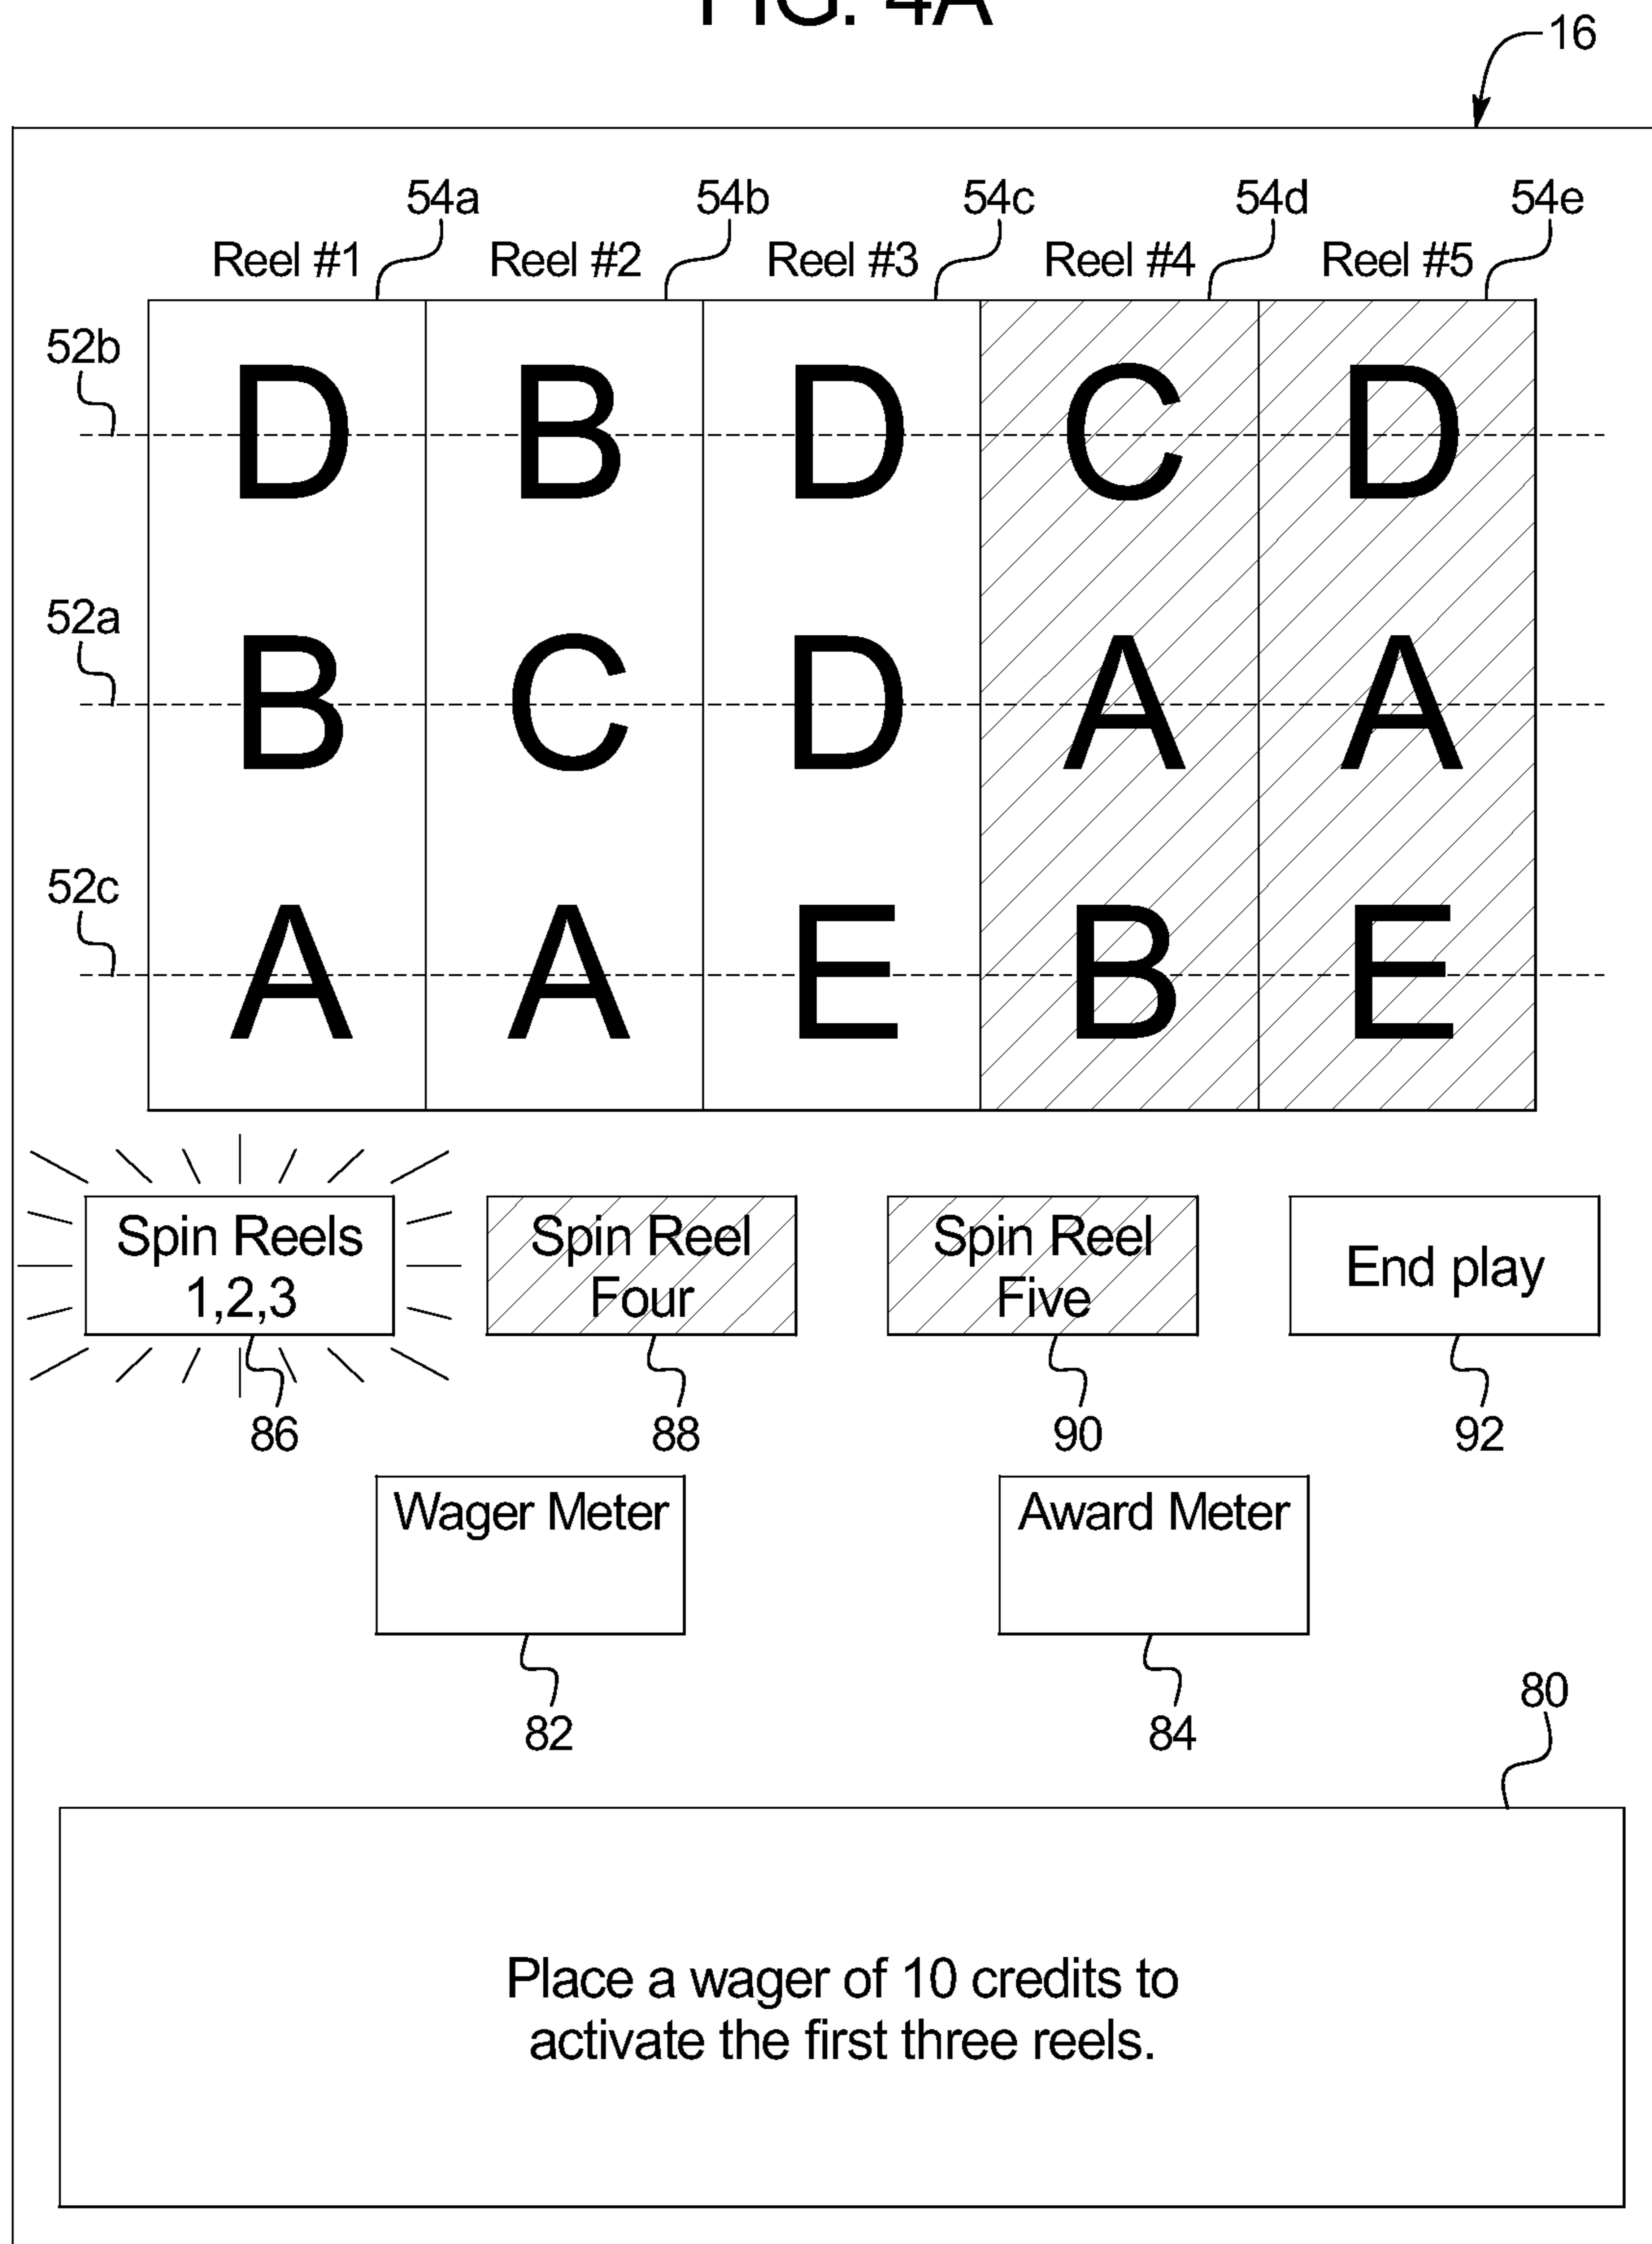 FIG. 4A
16
54a 54b 54c 54d 54e
Reel #1 Reel #2 Reel #3 Reel #4 Reel #5
52b
D B D C D
52a
B C D A A
52c
A A E B E
Spin Reels
1,2,3
Spin Reel
Four
Spin Reel
Five
End play
86 88 90 92
Wager Meter
Award Meter
82 84
80
Place a wager of 10 credits to
activate the first three reels.